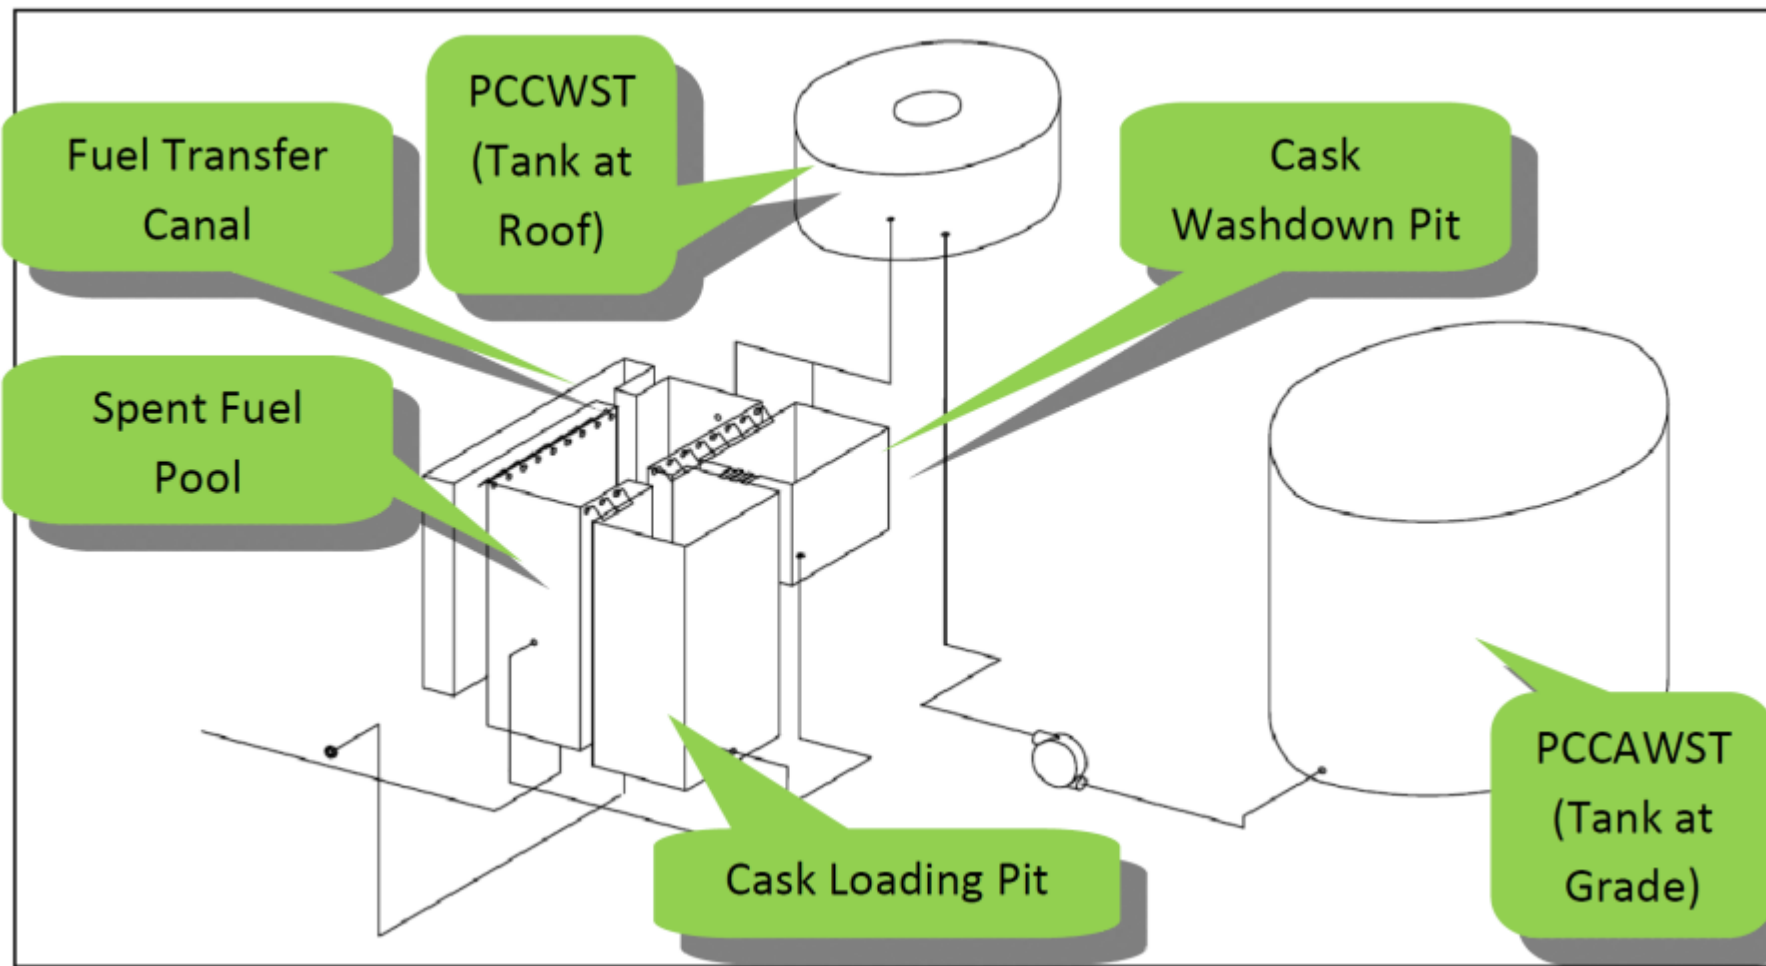 Fuel Transfer
Canal
PCCWST
(Tank at
Roof)
Cask
Washdown Pit
Spent Fuel
Pool
PCCAWST
(Tank at
Grade)
Cask Loading Pit